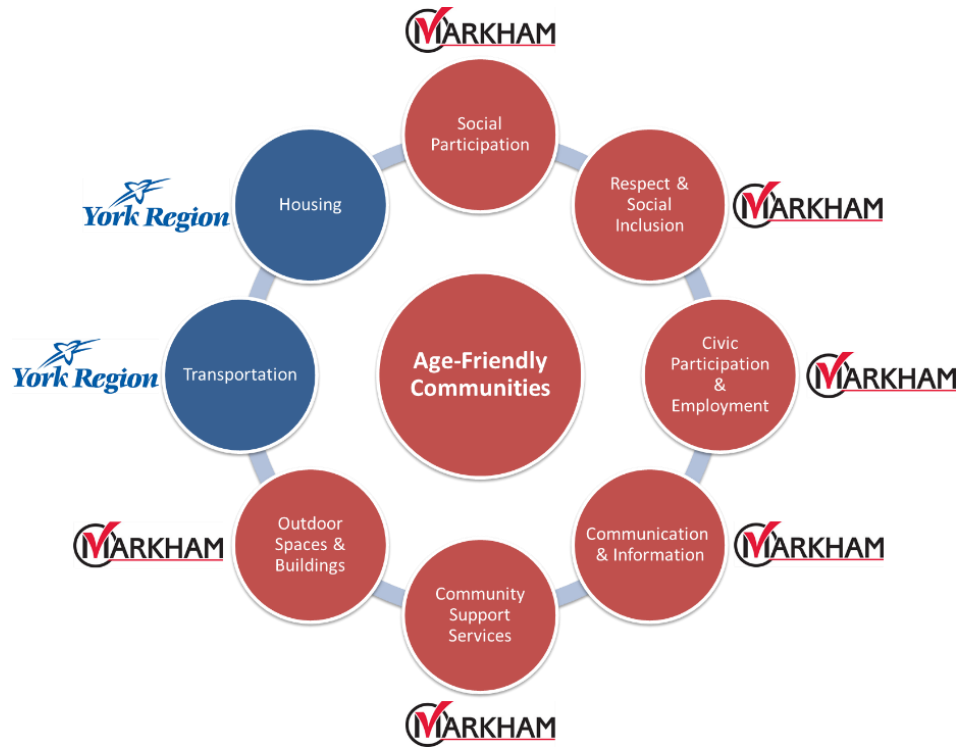 MARKHAM
Social
Participation
Respect &
Social
Inclusion
MARKHAM
Civic
Participation
&
Employment
MARKHAM
Communication
& Information
MARKHAM
Community
Support
Services
MARKHAM
Outdoor
Spaces &
Buildings
MARKHAM
Transportation
York Region
Housing
York Region
Age-Friendly
Communities